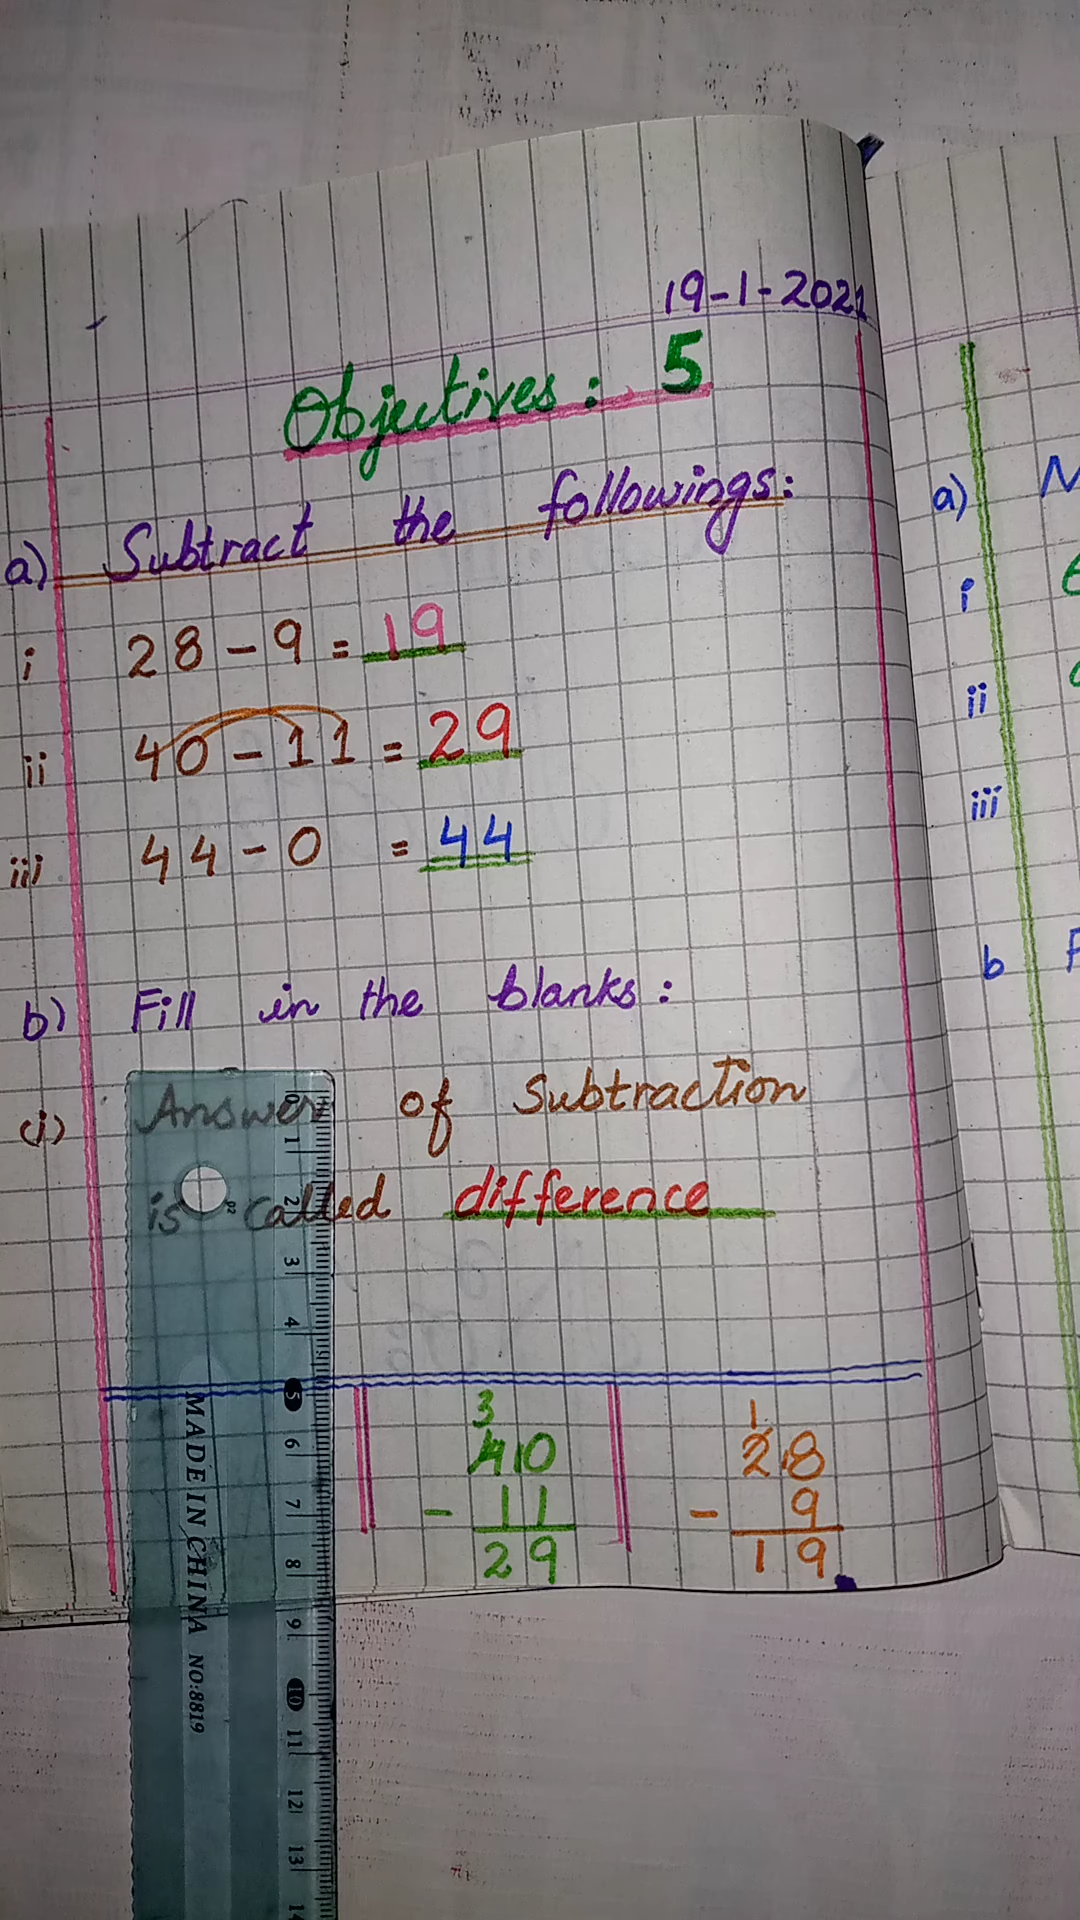 19-1-2021
Objectives: 5
a) Subtract the followings:
i 28 - 9 = 19
ii 40 - 11 = 29
iii 44 - 0 = 44
b) Fill in the blanks:
(i) Answer of Subtraction
is called difference
3
40
- 11
29
1
28
- 9
19
a)
i
ii
iii
b
0 1 2 3 4 5 6 7 8 9 10 11 12 13 14
MADE IN CHINA NO:8819